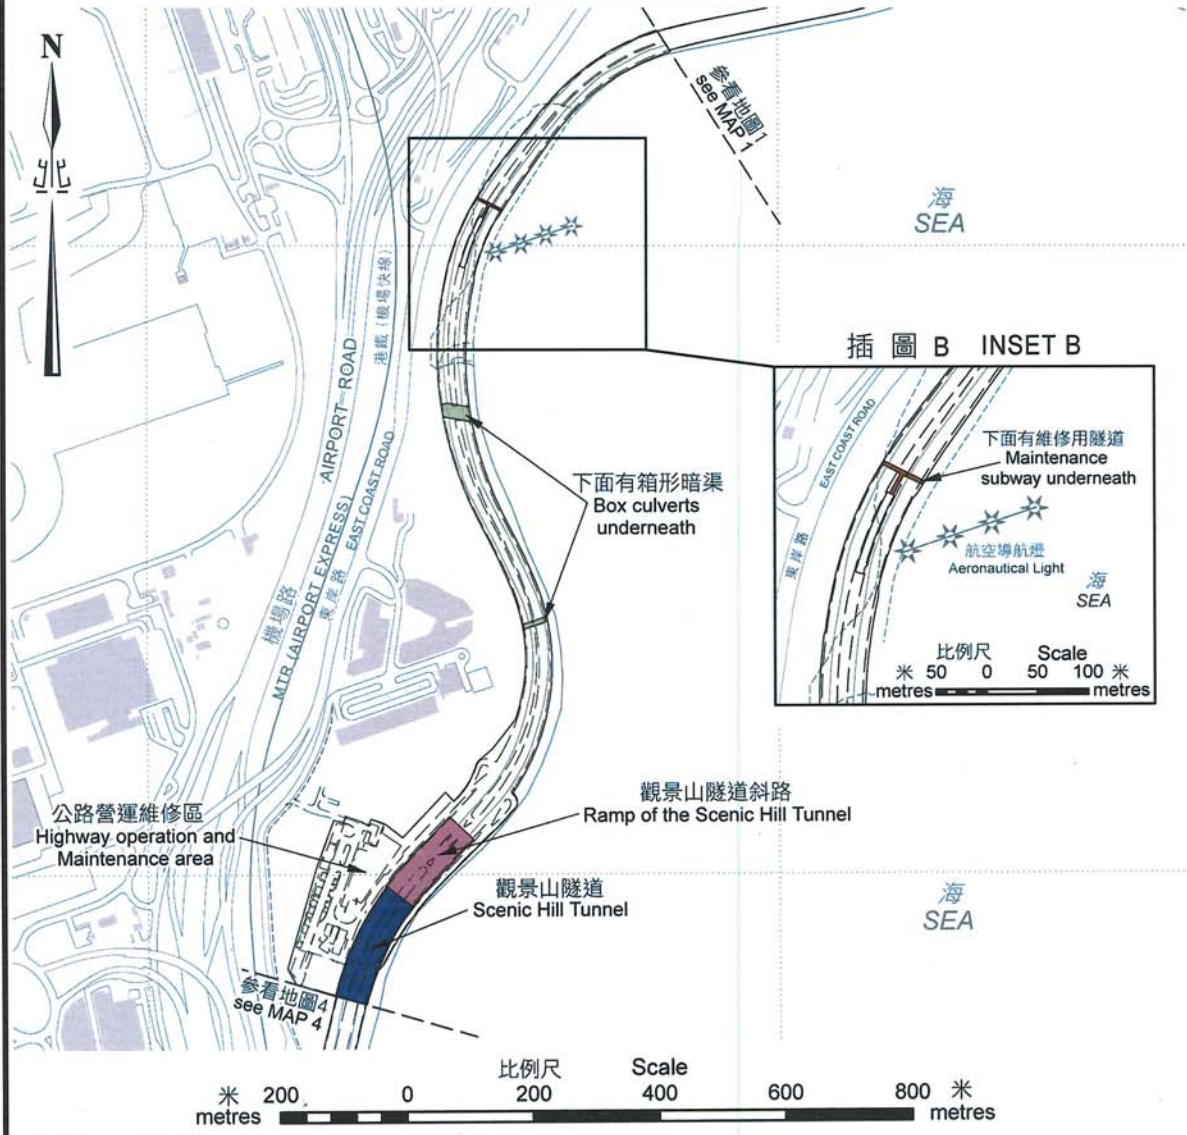 N
參看地圖1
see MAP 1
海
SEA
港鐵 (機場快線)
AIRPORT ROAD
插圖 B INSET B
EAST COAST ROAD
下面有維修用隧道
Maintenance
subway underneath
航空導航燈
Aeronautical Light
東岸路
海
SEA
比例尺 Scale
米 50 0 50 100 米
metres metres
下面有箱形暗渠
Box culverts
underneath
EAST COAST ROAD
東岸路
機場路
MTR (AIRPORT EXPRESS)
觀景山隧道斜路
Ramp of the Scenic Hill Tunnel
公路營運維修區
Highway operation and
Maintenance area
觀景山隧道
Scenic Hill Tunnel
海
SEA
參看地圖4
see MAP 4
比例尺 Scale
米 200 0 200 400 600 800 米
metres metres